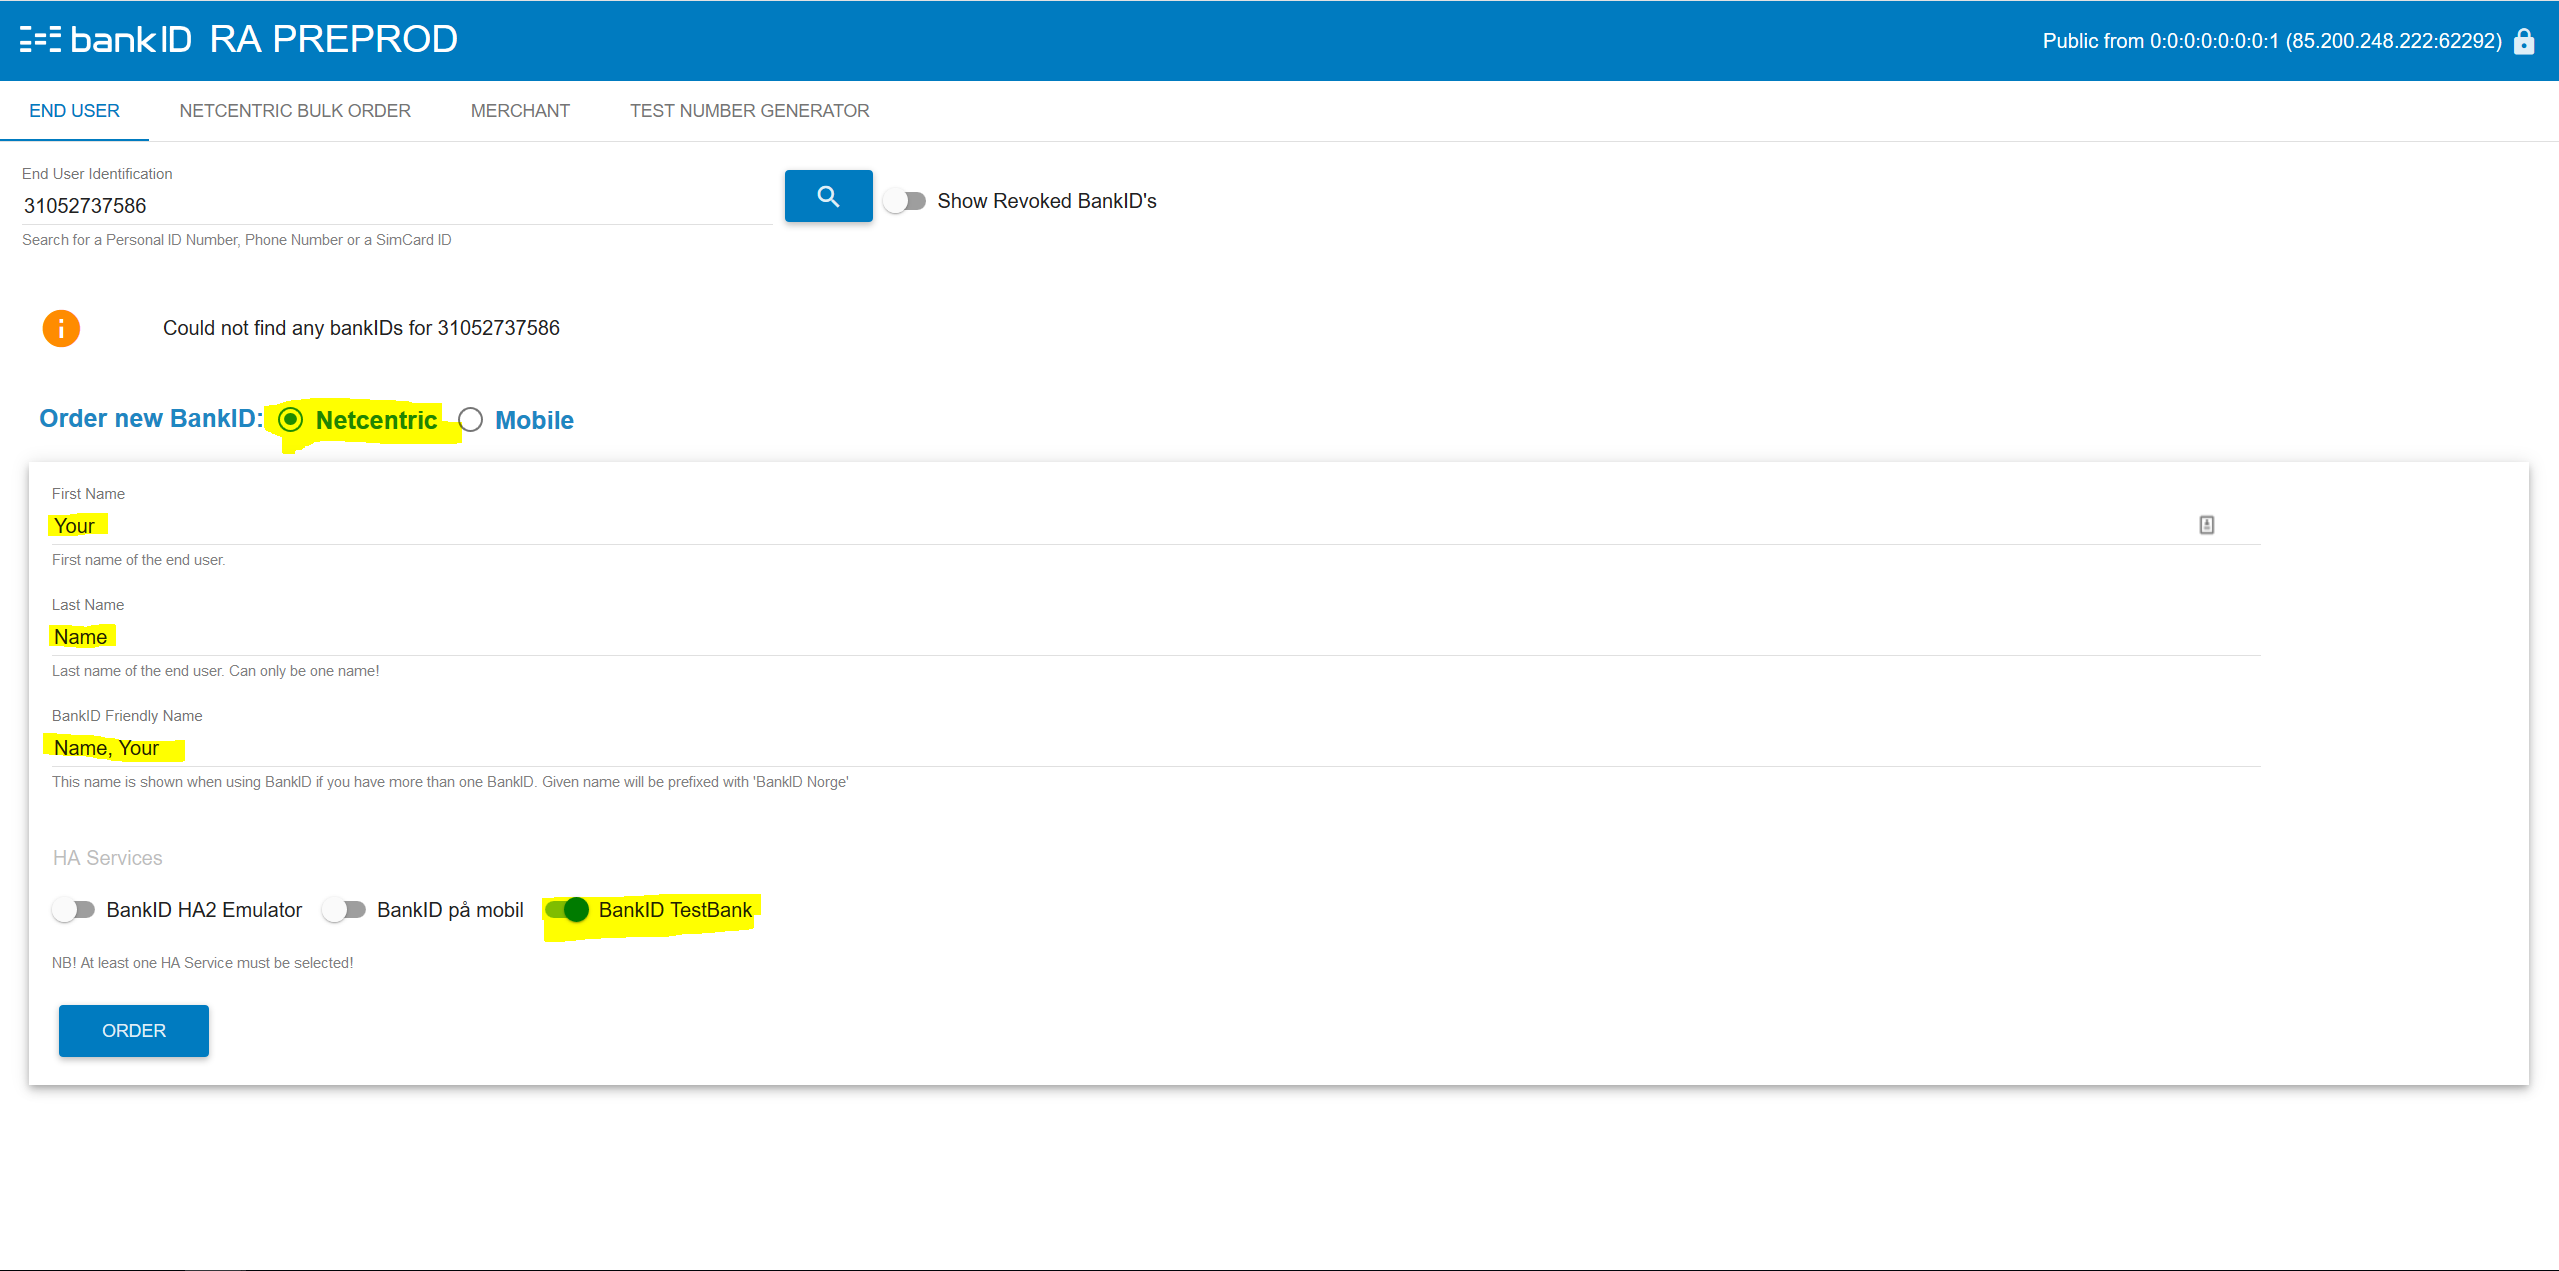 bankID RA PREPROD
Public from 0:0:0:0:0:0:0:1 (85.200.248.222:62292)
END USER NETCENTRIC BULK ORDER MERCHANT TEST NUMBER GENERATOR
End User Identification
31052737586
Show Revoked BankID's
Search for a Personal ID Number, Phone Number or a SimCard ID
Could not find any bankIDs for 31052737586
Order new BankID: Netcentric Mobile
First Name
Your
First name of the end user.
Last Name
Name
Last name of the end user. Can only be one name!
BankID Friendly Name
Name, Your
This name is shown when using BankID if you have more than one BankID. Given name will be prefixed with 'BankID Norge'
HA Services
BankID HA2 Emulator BankID på mobil BankID TestBank
NB! At least one HA Service must be selected!
ORDER